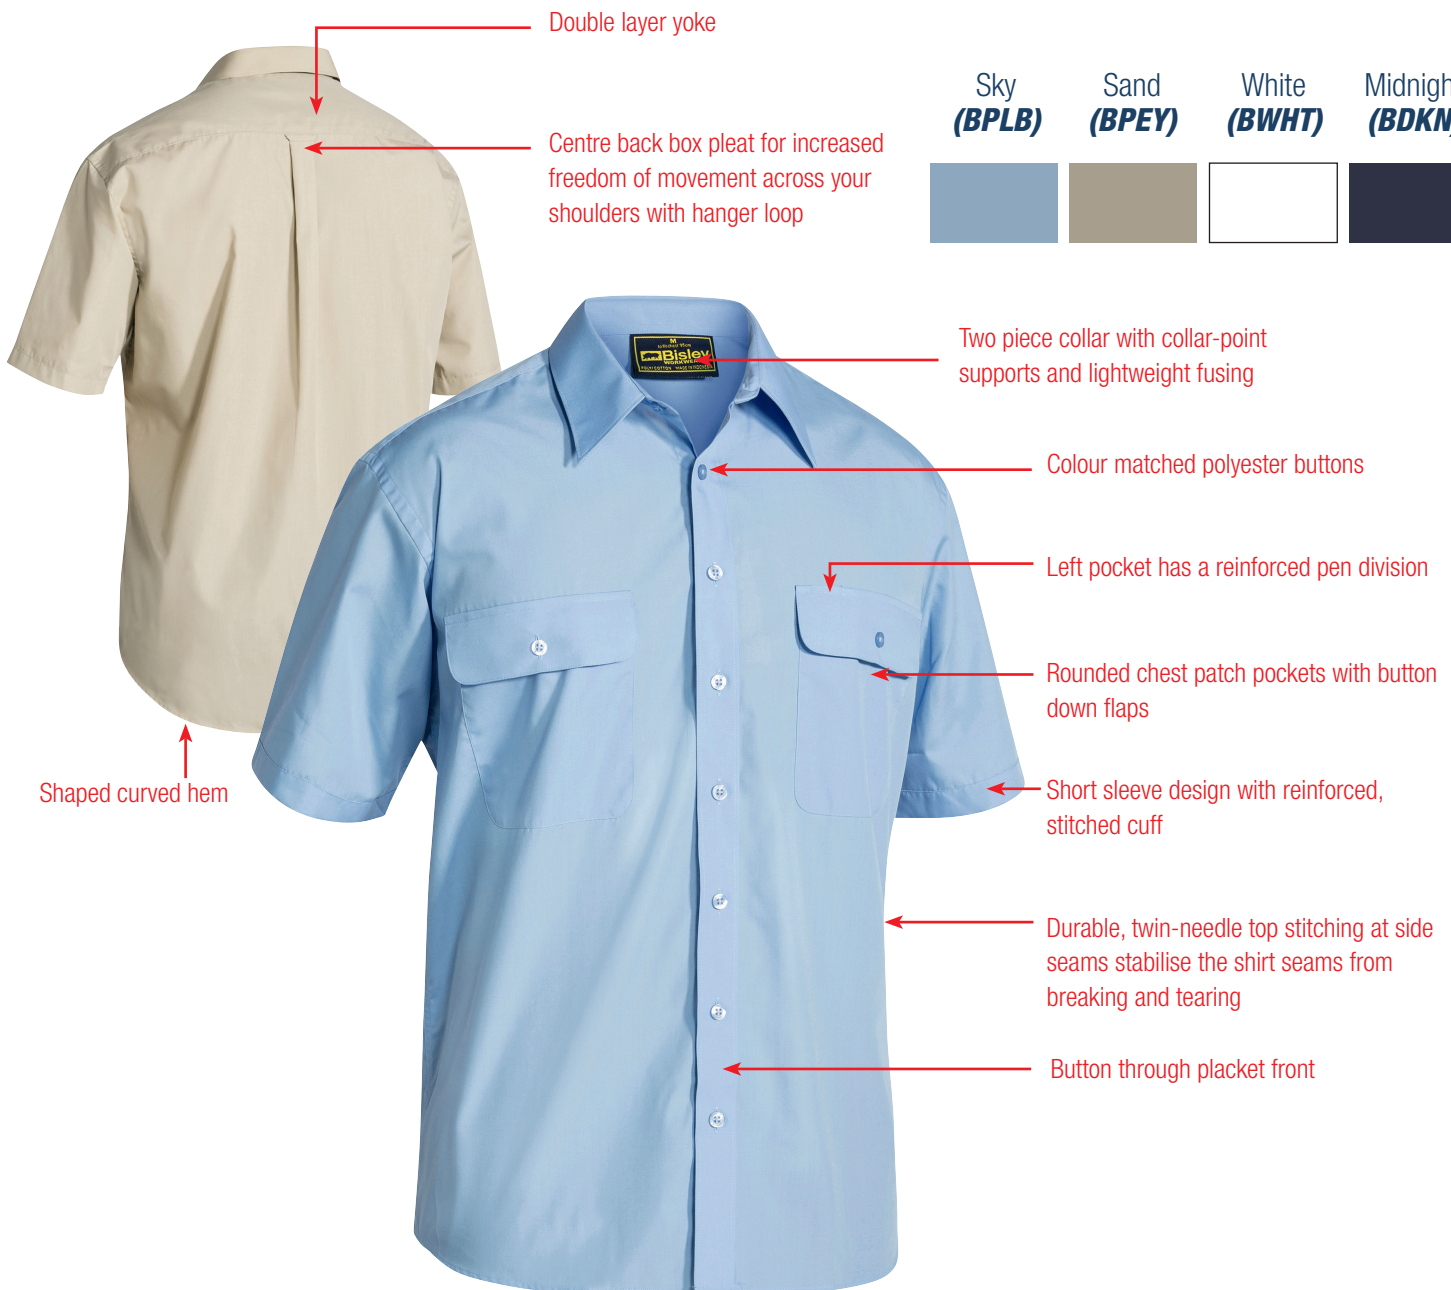 Double layer yoke
Sky
Sand
White
Midnigh
(BPLB)
(BPEY)
(BWHT)
(BDKN)
Centre back box pleat for increased
freedom of movement across your
shoulders with hanger loop
M
Bisley
WORKWEAR
Two piece collar with collar-point
supports and lightweight fusing
Colour matched polyester buttons
Left pocket has a reinforced pen division
Rounded chest patch pockets with button
down flaps
Shaped curved hem
Short sleeve design with reinforced,
stitched cuff
Durable, twin-needle top stitching at side
seams stabilise the shirt seams from
breaking and tearing
Button through placket front